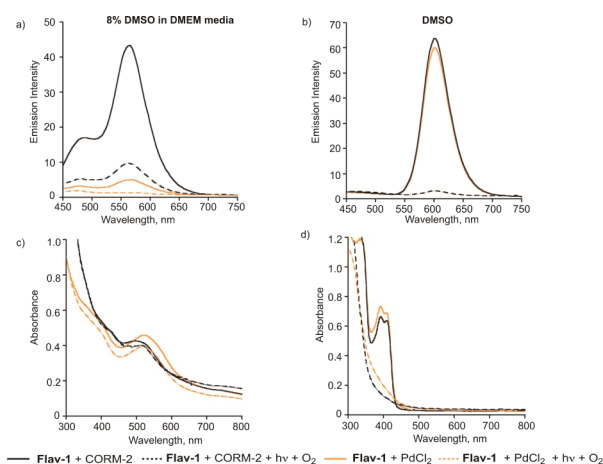 a)
8% DMSO in DMEM media
Emission Intensity
50
40
30
20
10
0
450 500 550 600 650 700 750
Wavelength, nm
b)
DMSO
Emission Intensity
70
60
50
40
30
20
10
0
450 500 550 600 650 700 750
Wavelength, nm
c)
Absorbance
1.0
0.8
0.6
0.4
0.2
0
300 400 500 600 700 800
Wavelength, nm
d)
Absorbance
1.2
1.0
0.8
0.6
0.4
0.2
0
300 400 500 600 700 800
Wavelength, nm
Flav-1 + CORM-2 Flav-1 + CORM-2 + hν + O₂ Flav-1 + PdCl₂ Flav-1 + PdCl₂ + hν + O₂